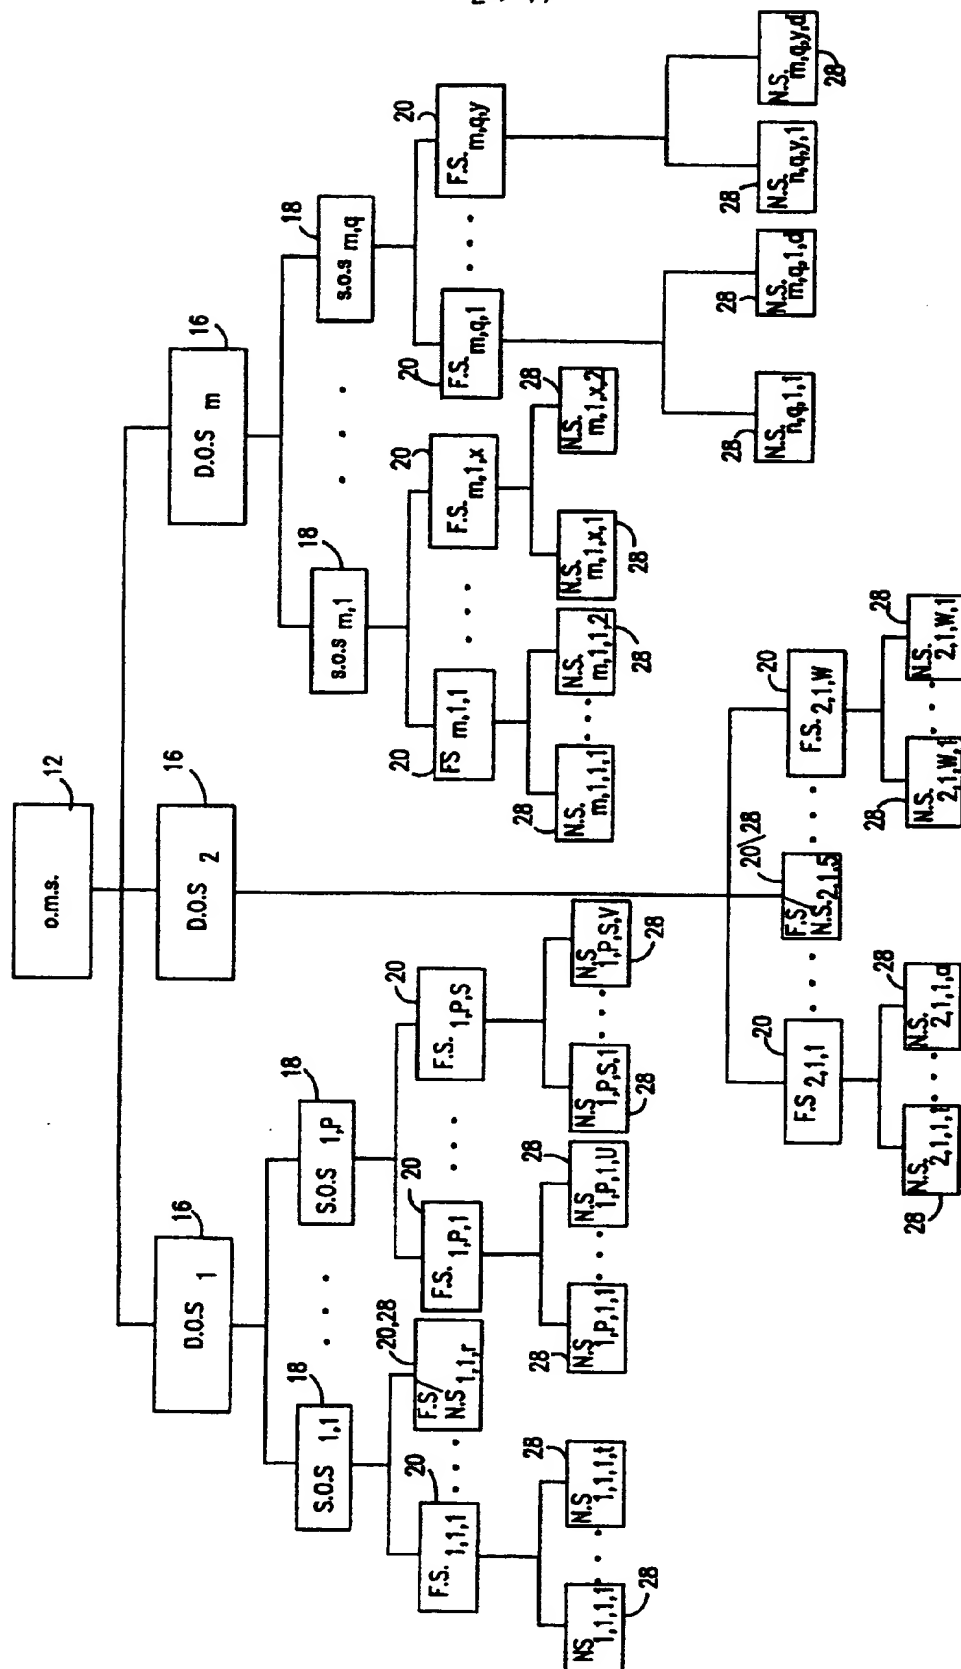 o.m.s.
12
D.O.S 1
16
D.O.S 2
16
D.O.S m
16
S.O.S 1,1
18
S.O.S 1,P
18
s.o.s m,1
18
s.o.s m,q
18
F.S. 1,1,1
20
F.S/N.S 1,1,r
20,28
F.S. 1,P,1
20
F.S. 1,P,S
20
FS m,1,1
20
F.S. m,1,x
20
F.S. m,q,1
20
F.S. m,q,y
20
NS 1,1,1,1
28
N.S 1,1,1,t
28
N.S 1,P,1,1
28
N.S 1,P,1,U
28
N.S 1,P,S,1
28
N.S 1,P,S,V
28
N.S. m,1,1,1
28
N.S. m,1,1,2
28
N.S. m,1,x,1
28
N.S. m,1,x,2
28
N.S. n,q,1,1
28
N.S. m,q,1,d
28
N.S. n,q,y,1
28
N.S. m,q,y,d
28
F.S 2,1,1
20
F.S/N.S. 2,1,5
20\28
F.S. 2,1,W
20
N.S. 2,1,1,1
28
N.S. 2,1,1,a
28
N.S. 2,1,W,1
28
N.S. 2,1,W,1
28